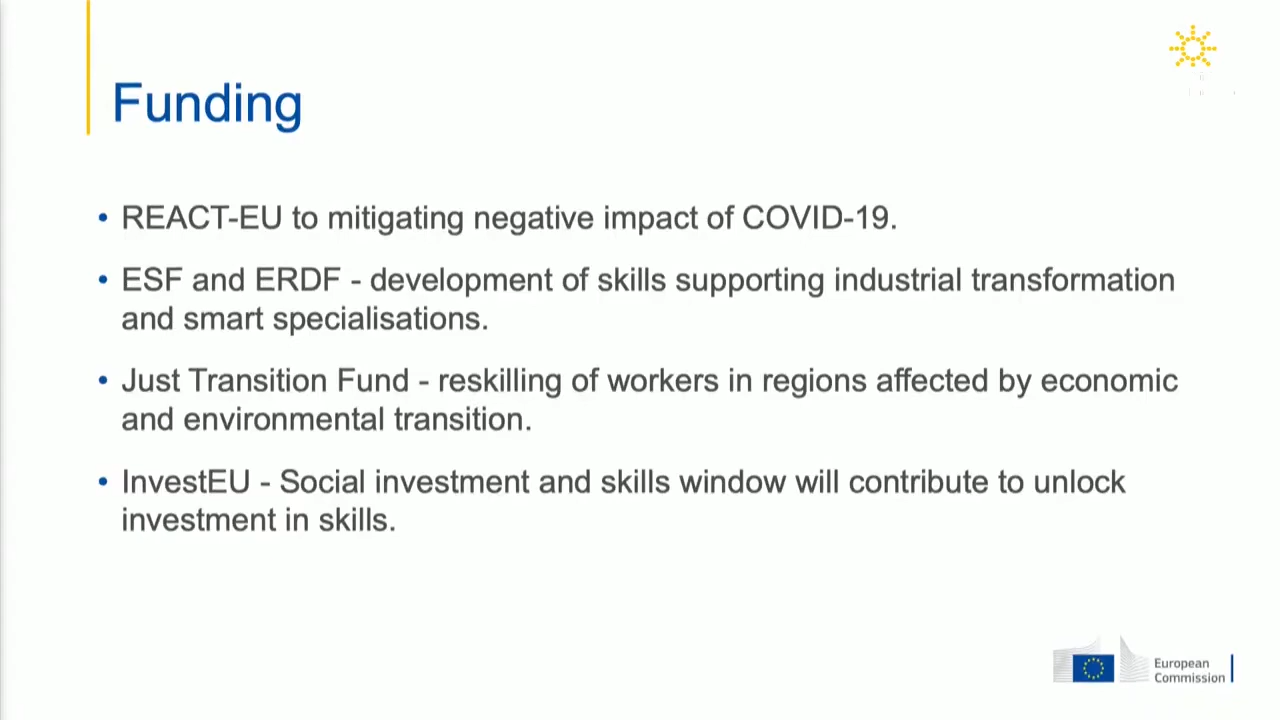 Funding
• REACT-EU to mitigating negative impact of COVID-19.
• ESF and ERDF - development of skills supporting industrial transformation
and smart specialisations.
• Just Transition Fund - reskilling of workers in regions affected by economic
and environmental transition.
• InvestEU - Social investment and skills window will contribute to unlock
investment in skills.
European
Commission